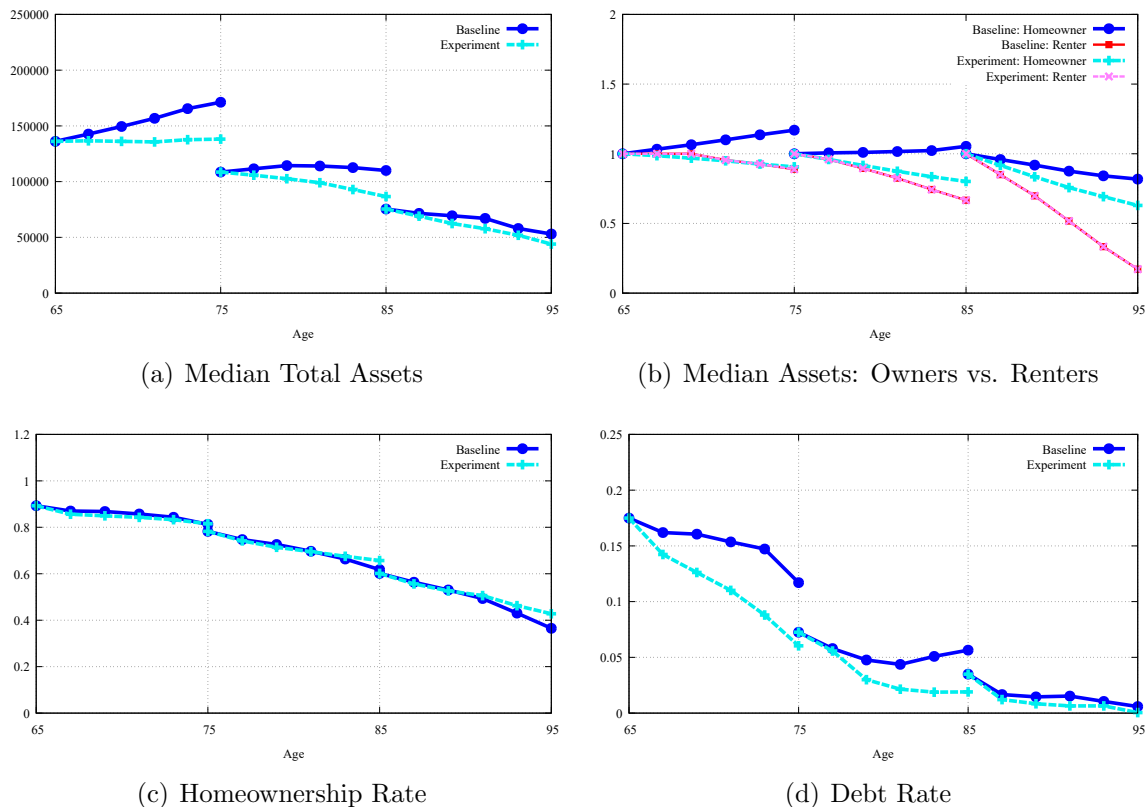 250000
200000
150000
100000
50000
0
65
75
85
95
Age
Baseline
Experiment
(a) Median Total Assets
2
1.5
1
0.5
0
65
75
85
95
Age
Baseline: Homeowner
Baseline: Renter
Experiment: Homeowner
Experiment: Renter
(b) Median Assets: Owners vs. Renters
1.2
1
0.8
0.6
0.4
0.2
0
65
75
85
95
Age
Baseline
Experiment
(c) Homeownership Rate
0.25
0.2
0.15
0.1
0.05
0
65
75
85
95
Age
Baseline
Experiment
(d) Debt Rate